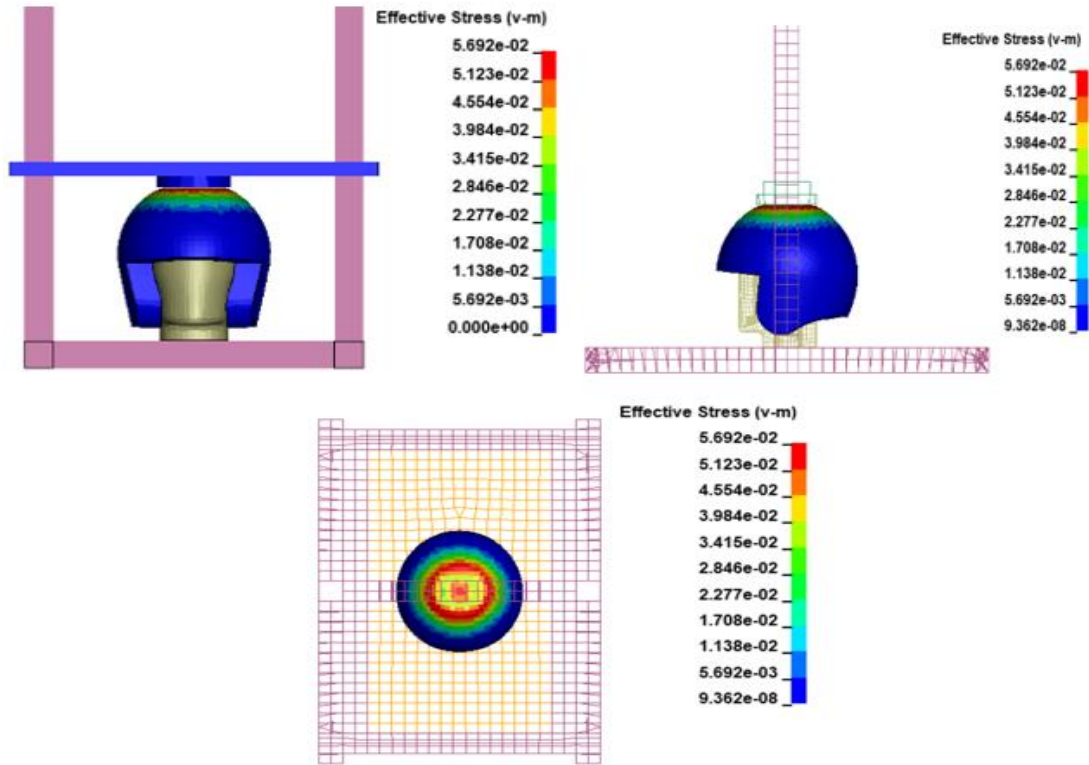 Effective Stress (v-m)
5.692e-02
5.123e-02
4.554e-02
3.984e-02
3.415e-02
2.846e-02
2.277e-02
1.708e-02
1.138e-02
5.692e-03
0.000e+00
Effective Stress (v-m)
5.692e-02
5.123e-02
4.554e-02
3.984e-02
3.415e-02
2.846e-02
2.277e-02
1.708e-02
1.138e-02
5.692e-03
9.362e-08
Effective Stress (v-m)
5.692e-02
5.123e-02
4.554e-02
3.984e-02
3.415e-02
2.846e-02
2.277e-02
1.708e-02
1.138e-02
5.692e-03
9.362e-08